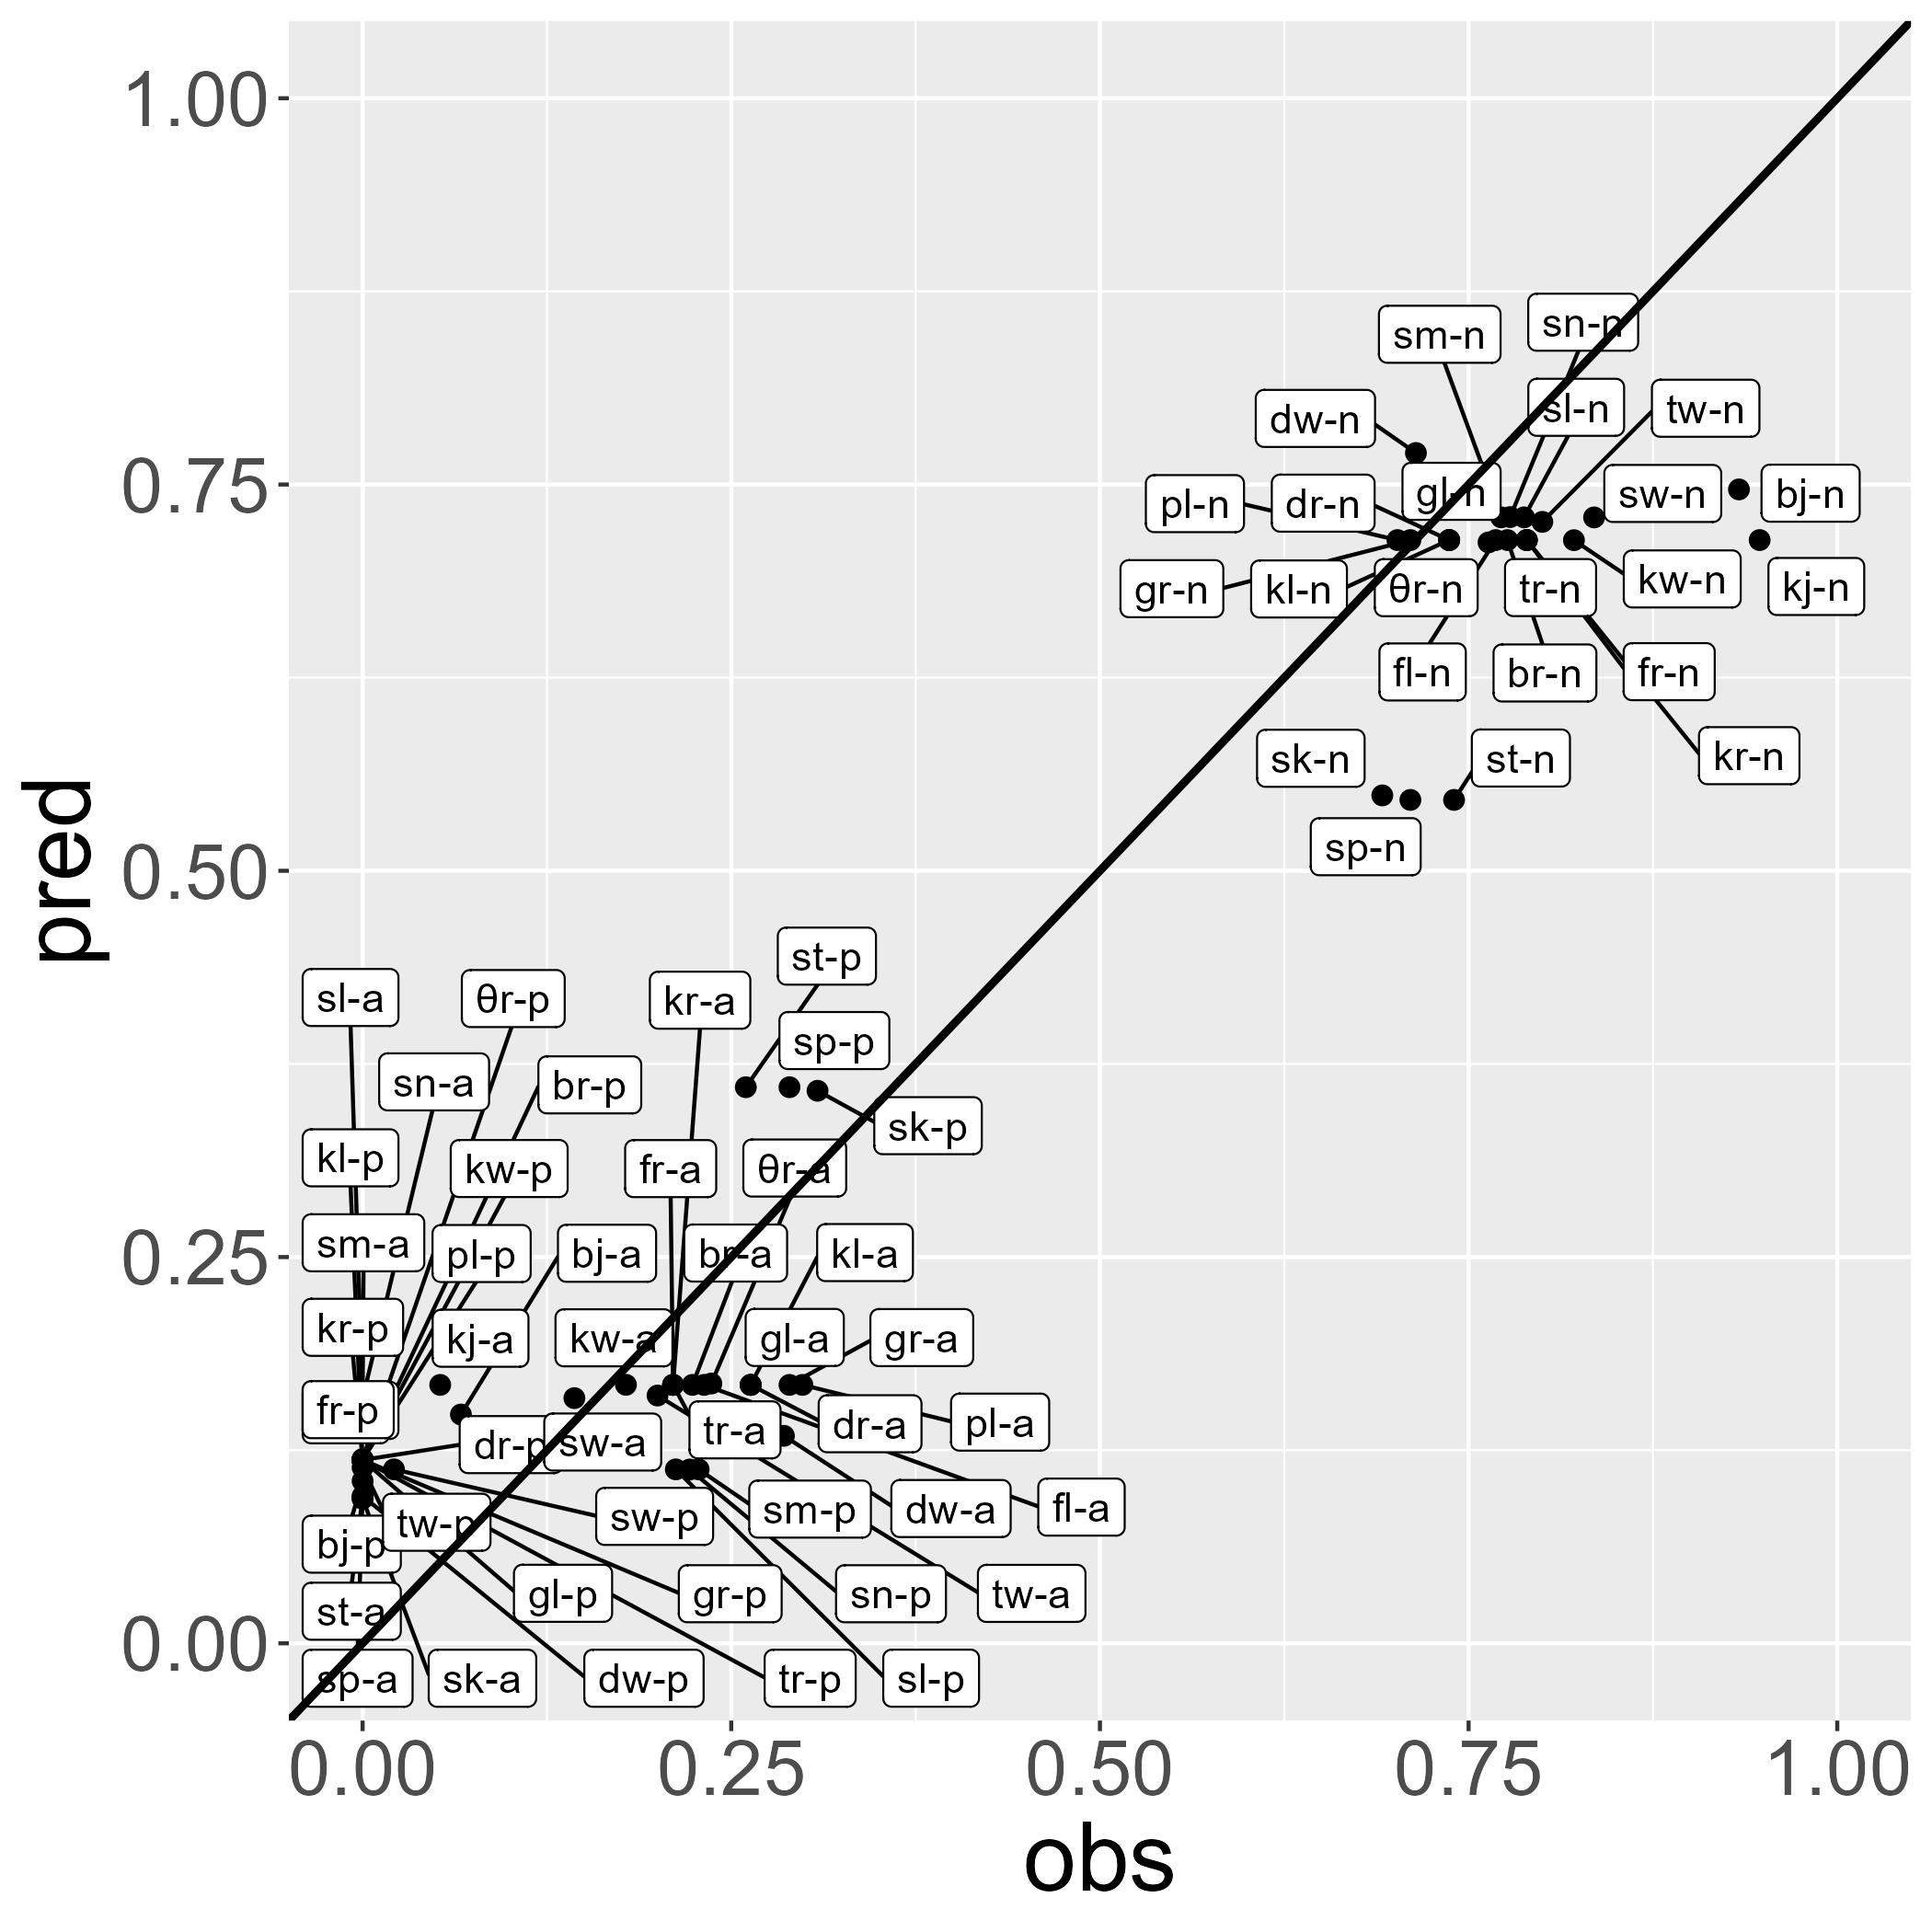 1.00
0.75
0.50
0.25
0.00
pred
sn-n
sm-n
sl-n
tw-n
dw-n
gl-n
sw-n
bj-n
pl-n
dr-n
gr-n
kl-n
θr-n
tr-n
kw-n
kj-n
fl-n
br-n
fr-n
kr-n
sk-n
st-n
sp-n
st-p
sl-a
θr-p
kr-a
sp-p
sn-a
br-p
sk-p
kl-p
kw-p
fr-a
θr-a
sm-a
pl-p
bj-a
br-a
kl-a
kr-p
kj-a
kw-a
gl-a
gr-a
fr-p
dr-p
sw-a
tr-a
dr-a
pl-a
tw-p
sw-p
sm-p
dw-a
fl-a
bj-p
gl-p
gr-p
sn-p
tw-a
st-a
sp-a
sk-a
dw-p
tr-p
sl-p
0.00
0.25
0.50
0.75
1.00
obs